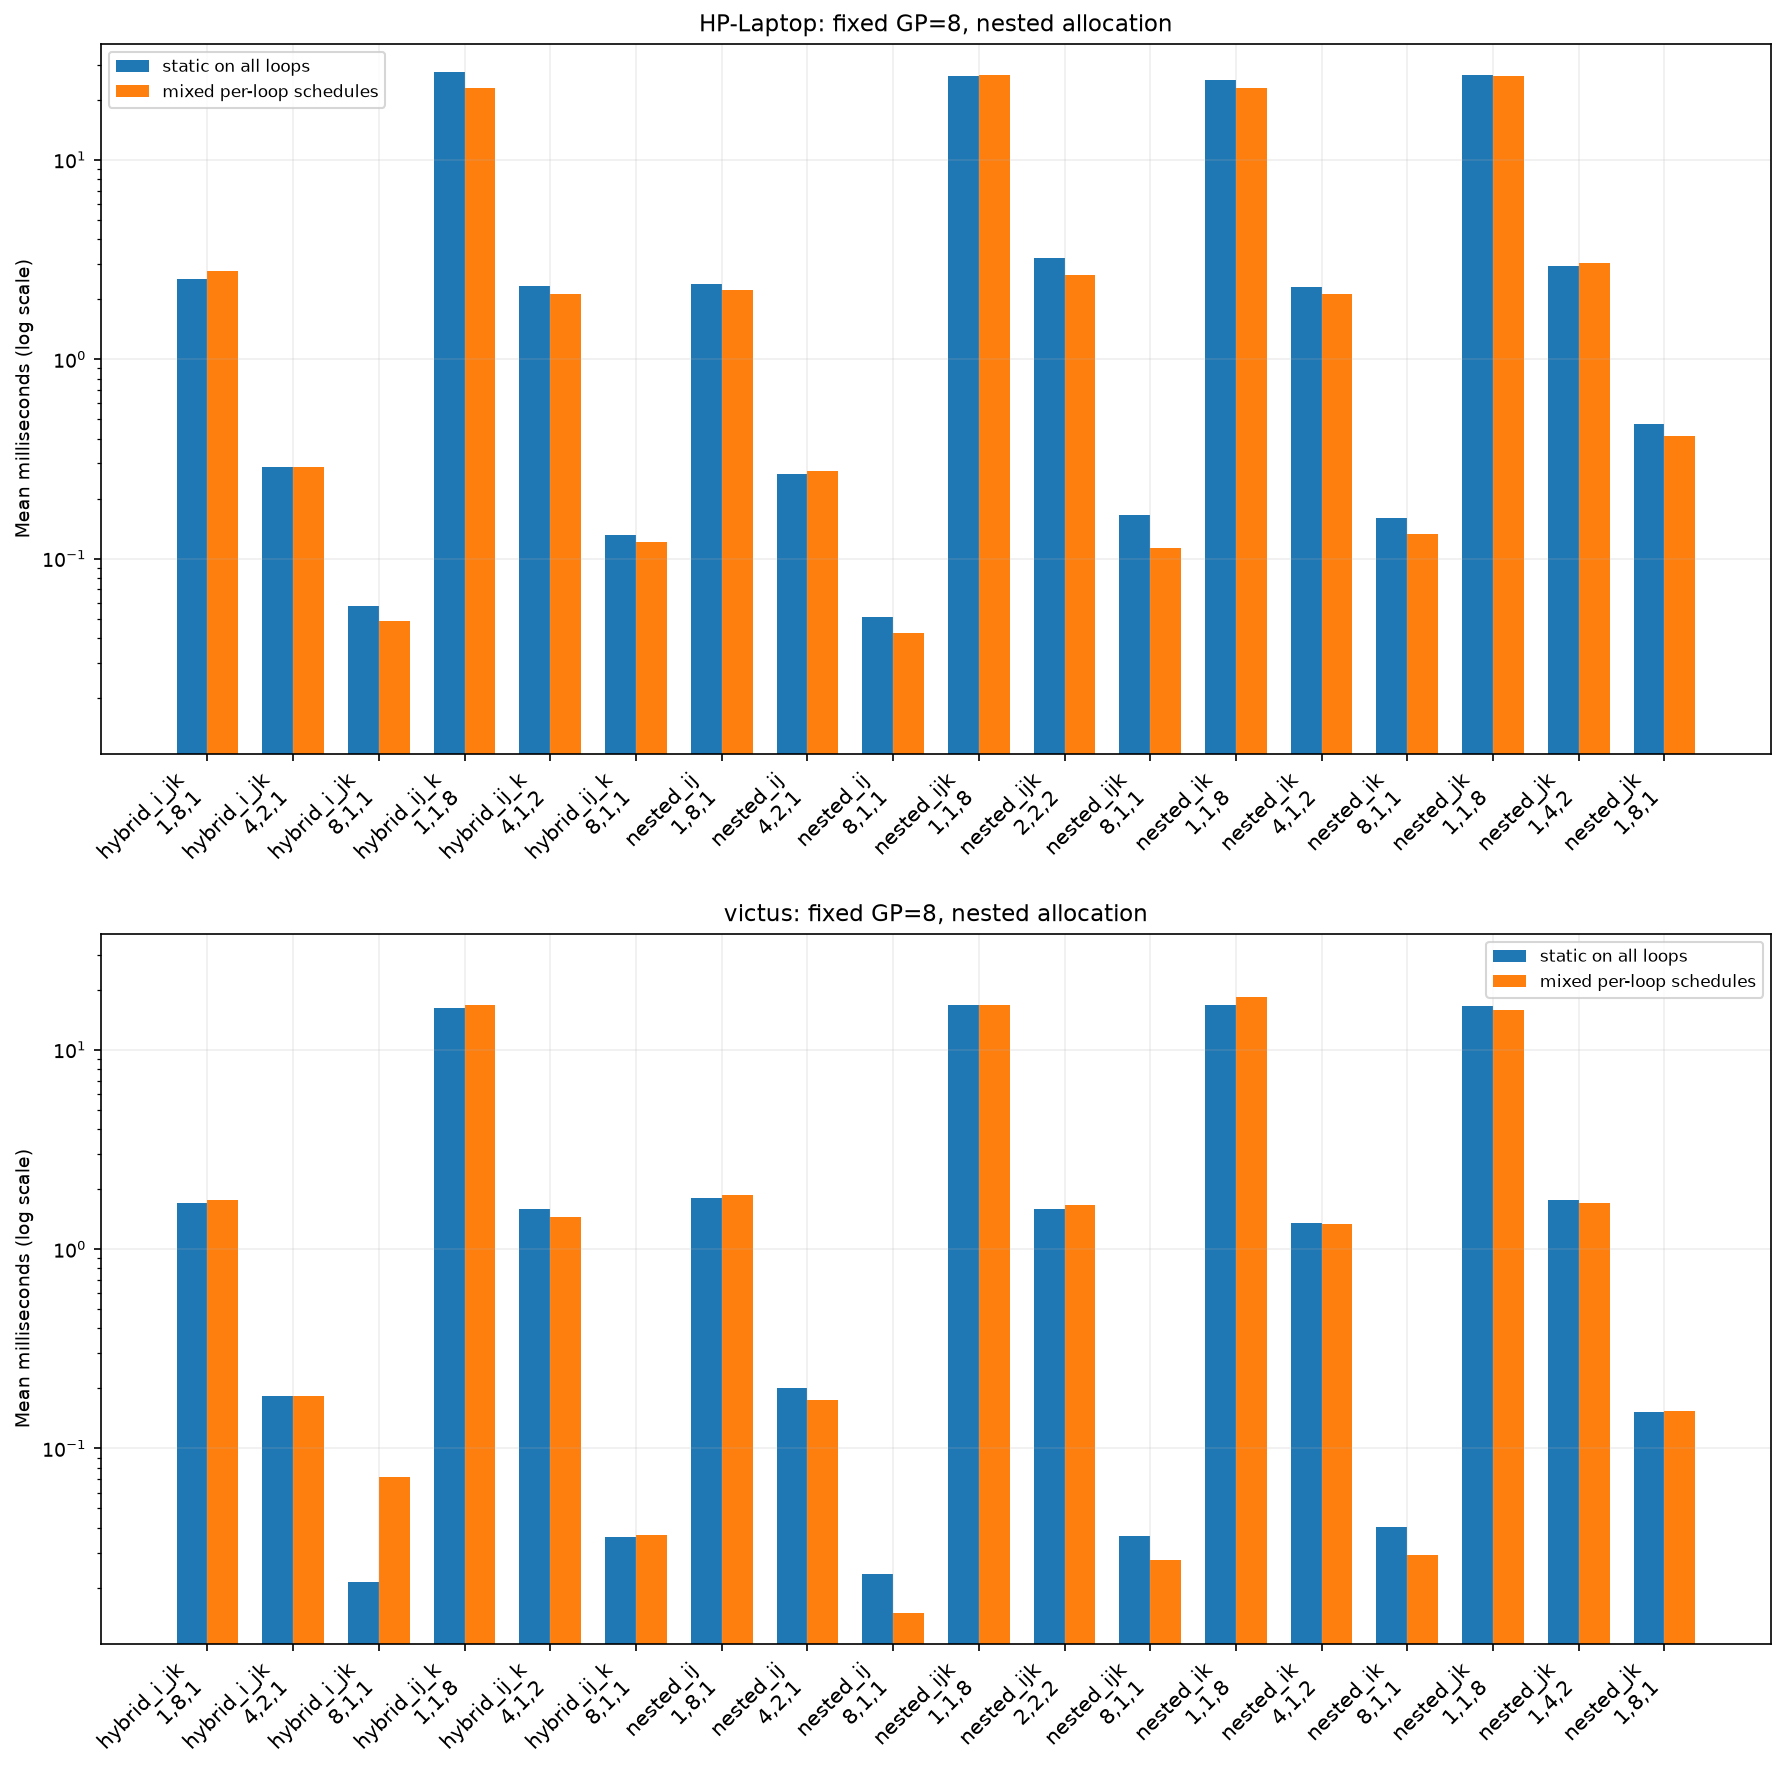 HP-Laptop: fixed GP=8, nested allocation
static on all loops
mixed per-loop schedules
Mean milliseconds (log scale)
10¹
10⁰
10⁻¹
hybrid_i_jk
1,8,1
hybrid_i_jk
4,2,1
hybrid_i_jk
8,1,1
hybrid_ij_k
1,1,8
hybrid_ij_k
4,1,2
hybrid_ij_k
8,1,1
nested_ij
1,8,1
nested_ij
4,2,1
nested_ij
8,1,1
nested_ijk
1,1,8
nested_ijk
2,2,2
nested_ijk
8,1,1
nested_ik
1,1,8
nested_ik
4,1,2
nested_ik
8,1,1
nested_jk
1,1,8
nested_jk
1,4,2
nested_jk
1,8,1
victus: fixed GP=8, nested allocation
static on all loops
mixed per-loop schedules
Mean milliseconds (log scale)
10¹
10⁰
10⁻¹
hybrid_i_jk
1,8,1
hybrid_i_jk
4,2,1
hybrid_i_jk
8,1,1
hybrid_ij_k
1,1,8
hybrid_ij_k
4,1,2
hybrid_ij_k
8,1,1
nested_ij
1,8,1
nested_ij
4,2,1
nested_ij
8,1,1
nested_ijk
1,1,8
nested_ijk
2,2,2
nested_ijk
8,1,1
nested_ik
1,1,8
nested_ik
4,1,2
nested_ik
8,1,1
nested_jk
1,1,8
nested_jk
1,4,2
nested_jk
1,8,1